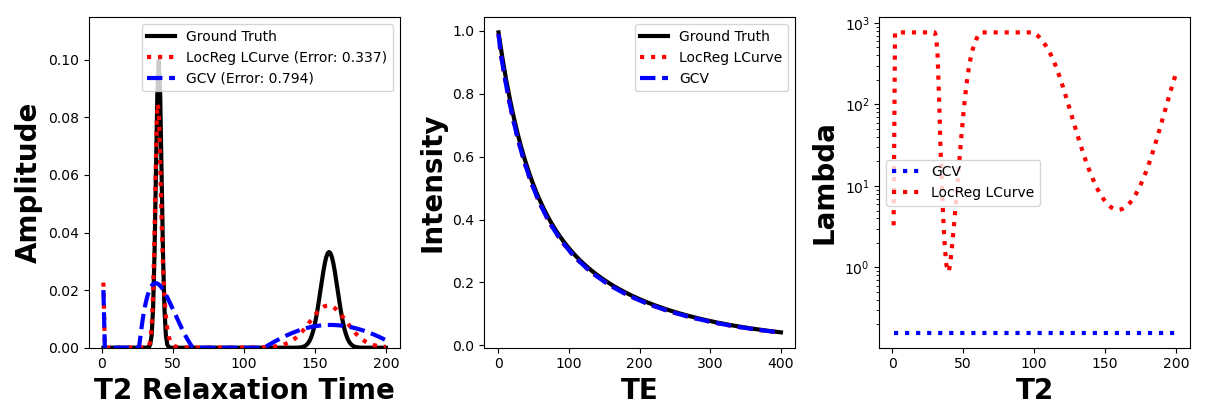 Amplitude
0.10
0.08
0.06
0.04
0.02
0.00
Ground Truth
LocReg LCurve (Error: 0.337)
GCV (Error: 0.794)
0 50 100 150 200
T2 Relaxation Time
Intensity
1.0
0.8
0.6
0.4
0.2
0.0
Ground Truth
LocReg LCurve
GCV
0 100 200 300 400
TE
Lambda
10³
10²
10¹
10⁰
GCV
LocReg LCurve
0 50 100 150 200
T2